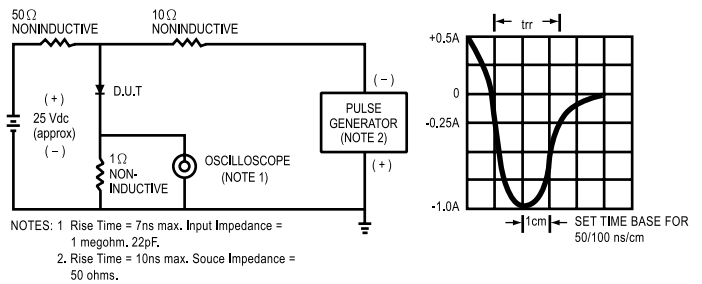 50Ω
NONINDUCTIVE
10Ω
NONINDUCTIVE
(+)
25 Vdc
(approx)
(−)
D.U.T
1Ω
NON-
INDUCTIVE
OSCILLOSCOPE
(NOTE 1)
(−)
PULSE
GENERATOR
(NOTE 2)
(+)
NOTES: 1 Rise Time = 7ns max. Input Impedance =
1 megohm. 22pF.
2. Rise Time = 10ns max. Souce Impedance =
50 ohms.
trr
+0.5A
0
-0.25A
-1.0A
1cm
SET TIME BASE FOR
50/100 ns/cm